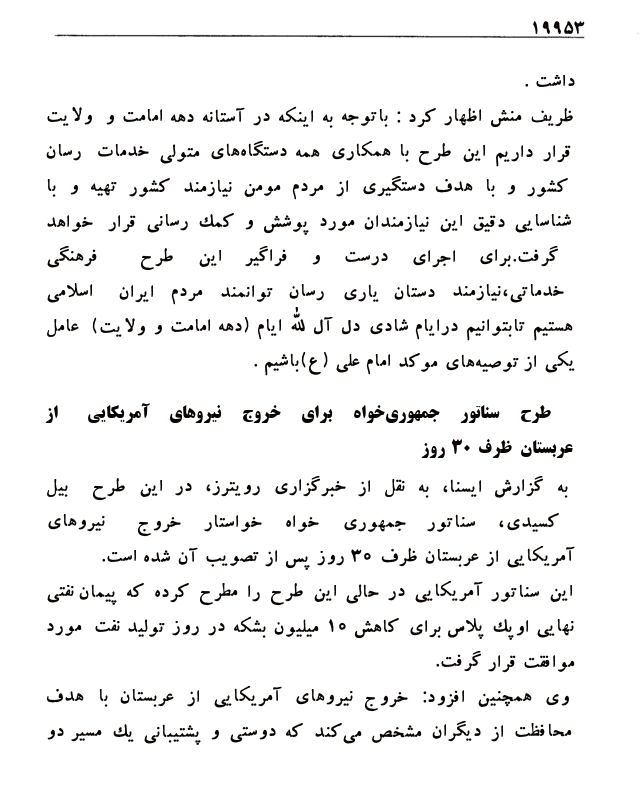 ۱۹۹۵۳
داشت .
ظریف منش اظهار کرد : باتوجه به اینکه در آستانه دهه امامت و ولایت
قرار داریم این طرح با همکاری همه دستگاه‌های متولی خدمات رسان
کشور و با هدف دستگیری از مردم مومن نیازمند کشور تهیه و با
شناسایی دقیق این نیازمندان مورد پوشش و کمك رسانی قرار خواهد
گرفت.برای اجرای درست و فراگیر این طرح فرهنگی
خدماتی،نیازمند دستان یاری رسان توانمند مردم ایران اسلامی
هستیم تابتوانیم درایام شادی دل آل لله ایام (دهه امامت و ولایت) عامل
یکی از توصیه‌های موکد امام علی (ع)باشیم .
طرح سناتور جمهوری‌خواه برای خروج نیروهای آمریکایی از
عربستان ظرف ۳۰ روز
به گزارش ایسنا، به نقل از خبرگزاری رویترز، در این طرح بیل
کسیدی، سناتور جمهوری خواه خواستار خروج نیروهای
آمریکایی از عربستان ظرف ۳۰ روز پس از تصویب آن شده است.
این سناتور آمریکایی در حالی این طرح را مطرح کرده که پیمان نفتی
نهایی اوپك پلاس برای کاهش ۱۰ میلیون بشکه در روز تولید نفت مورد
موافقت قرار گرفت.
وی همچنین افزود: خروج نیروهای آمریکایی از عربستان با هدف
محافظت از دیگران مشخص می‌کند که دوستی و پشتیبانی یك مسیر دو